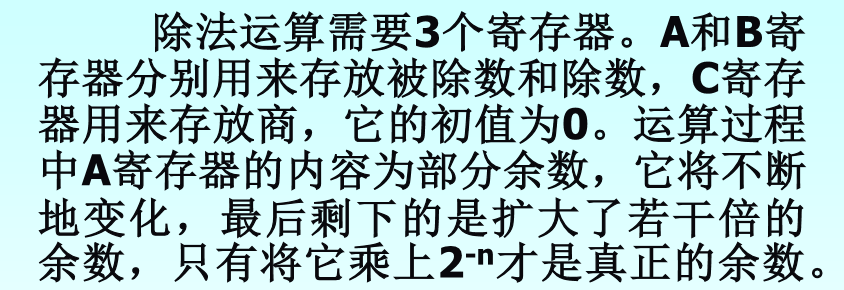 除法运算需要3个寄存器。A和B寄
存器分别用来存放被除数和除数，C寄存
器用来存放商，它的初值为0。运算过程
中A寄存器的内容为部分余数，它将不断
地变化，最后剩下的是扩大了若干倍的
余数，只有将它乘上2⁻ⁿ才是真正的余数。